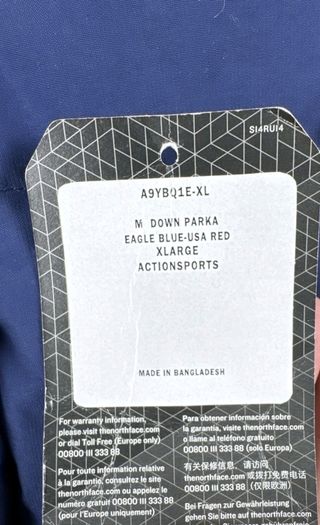 SI4RUI4
A9YBQ1E-XL
M DOWN PARKA
EAGLE BLUE-USA RED
XLARGE
ACTIONSPORTS
MADE IN BANGLADESH
For warranty information,
please visit thenorthface.com
or dial Toll Free (Europe only)
00800 III 333 88
Pour toute information relative
à la garantie, consultez le site
thenorthface.com ou appelez le
numéro gratuit 00800 III 333 88
(pour l'Europe uniquement)
Para obtener información sobre
la garantía, visite thenorthface.com
o llame al teléfono gratuito
00800 III 333 88 (solo Europa)
有关保修信息，请访问
thenorthface.com 或拨打免费电话
00800 III 333 88（仅限欧洲）
Bei Fragen zur Gewährleistung
gehen Sie bitte auf thenorthface.com